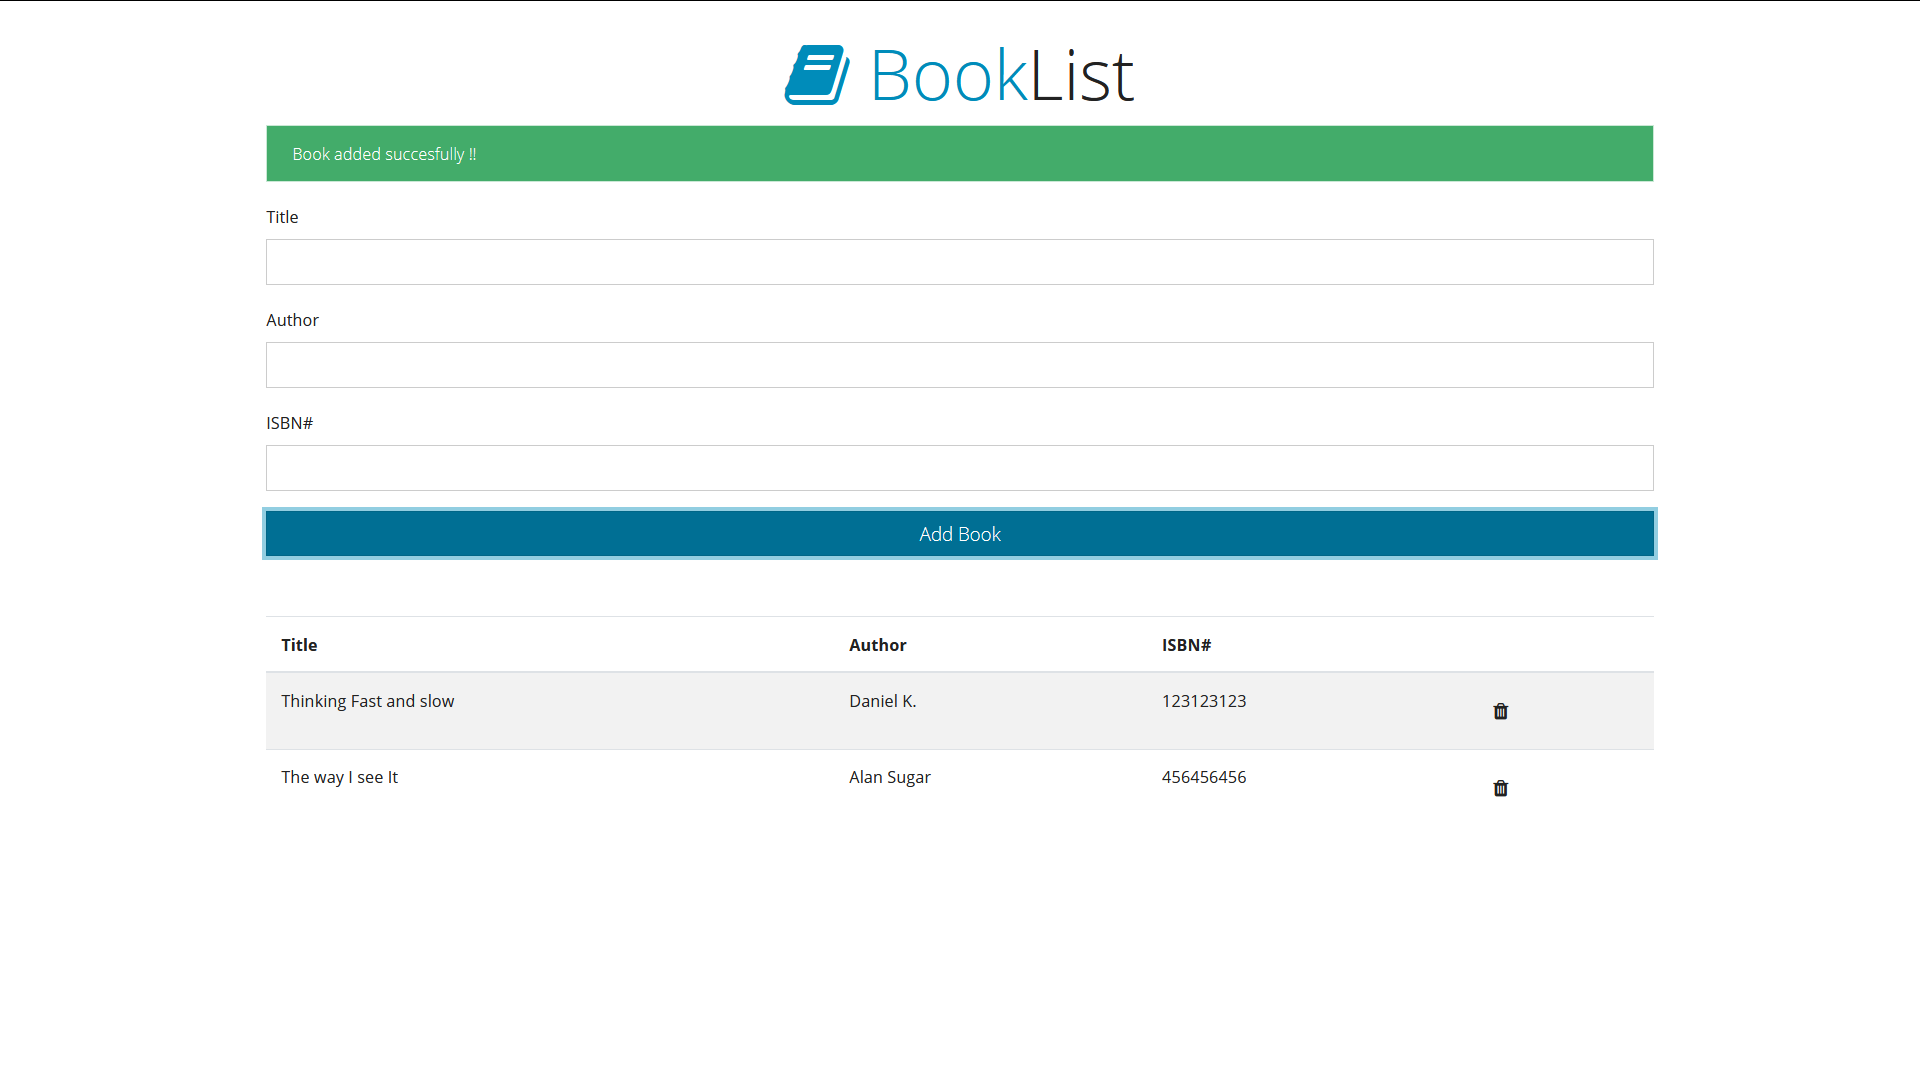 BookList
Book added succesfully !!
Title
Author
ISBN#
Add Book
Title Author ISBN#
Thinking Fast and slow Daniel K. 123123123
The way I see It Alan Sugar 456456456